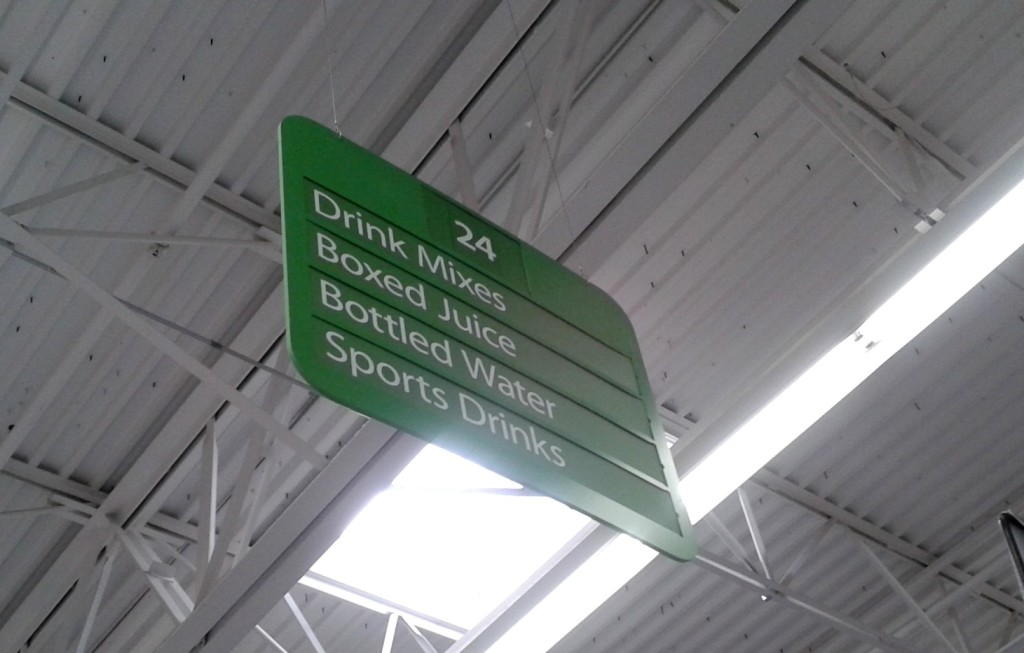 24
Drink Mixes
Boxed Juice
Bottled Water
Sports Drinks